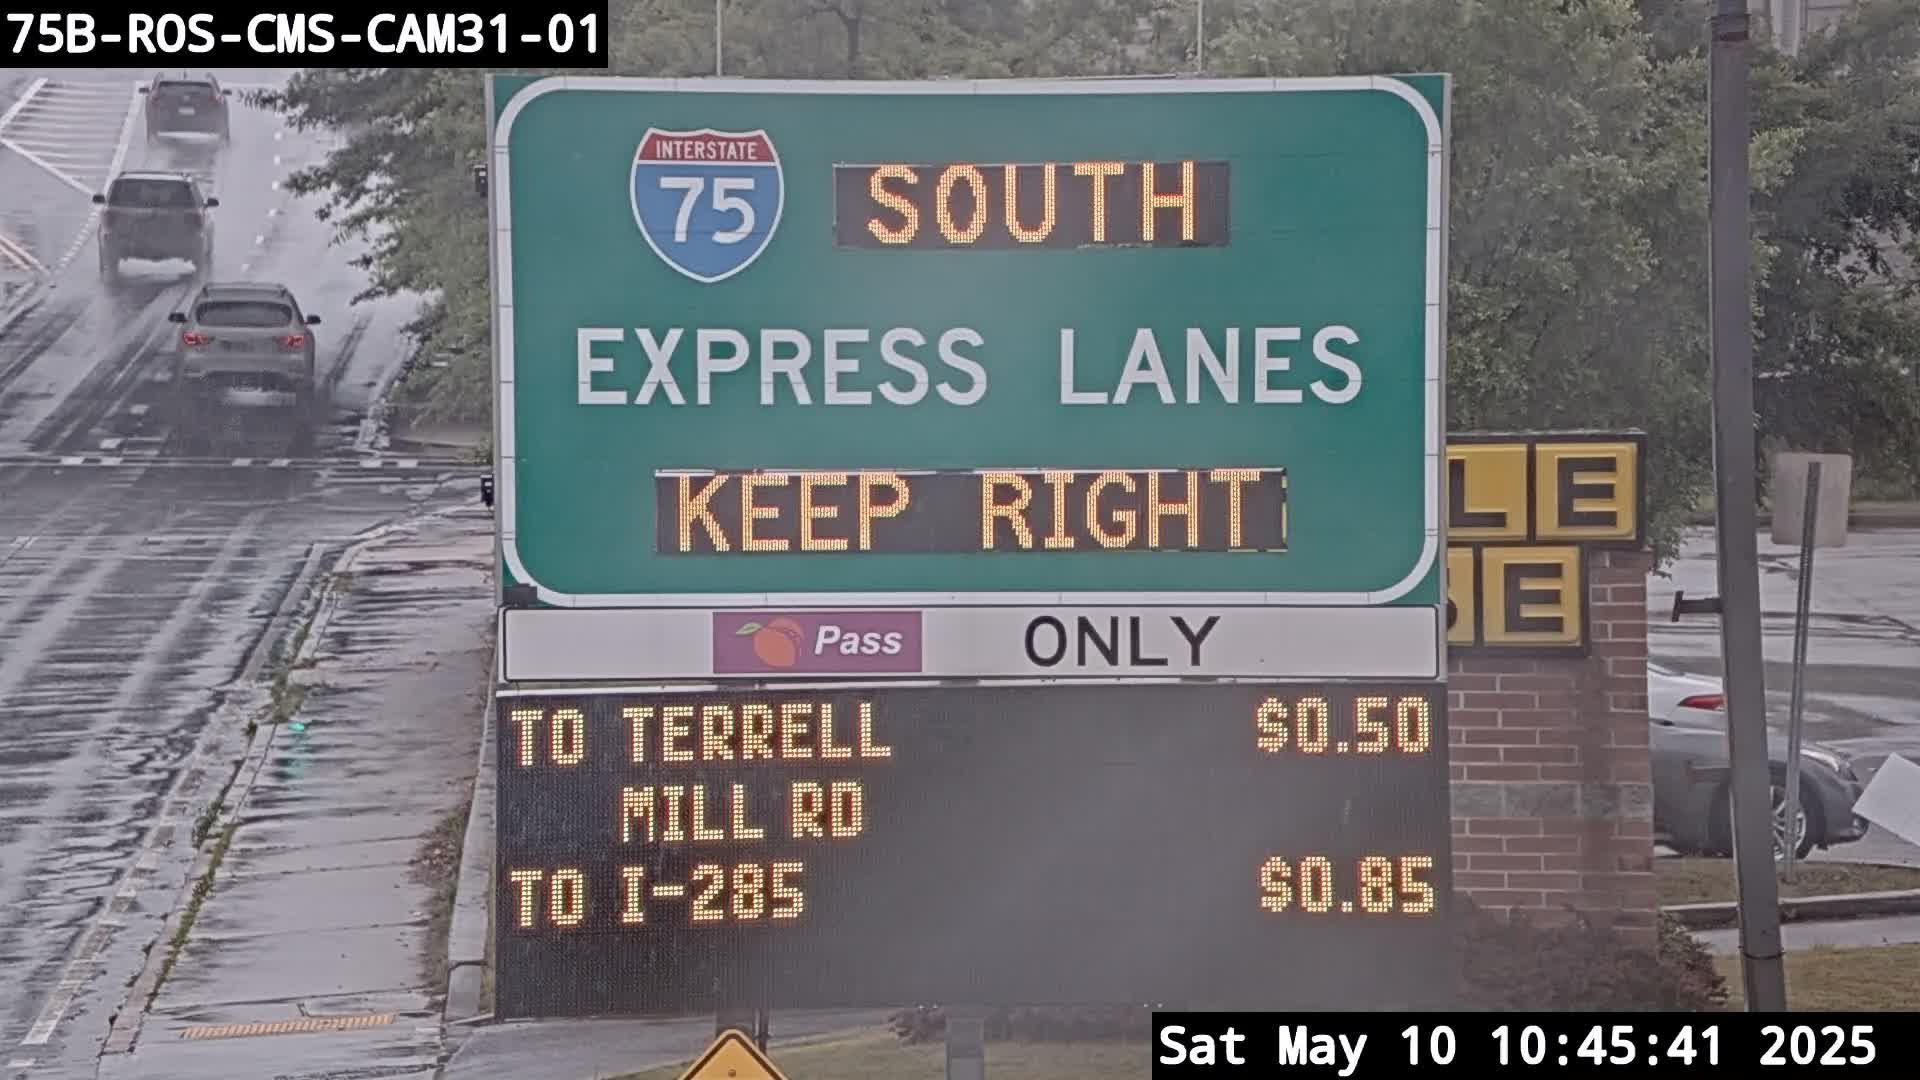 75B-ROS-CMS-CAM31-01
INTERSTATE
75
SOUTH
EXPRESS LANES
KEEP RIGHT
Pass ONLY
TO TERRELL $0.50
MILL RD
TO I-285 $0.85
LE
E
Sat May 10 10:45:41 2025